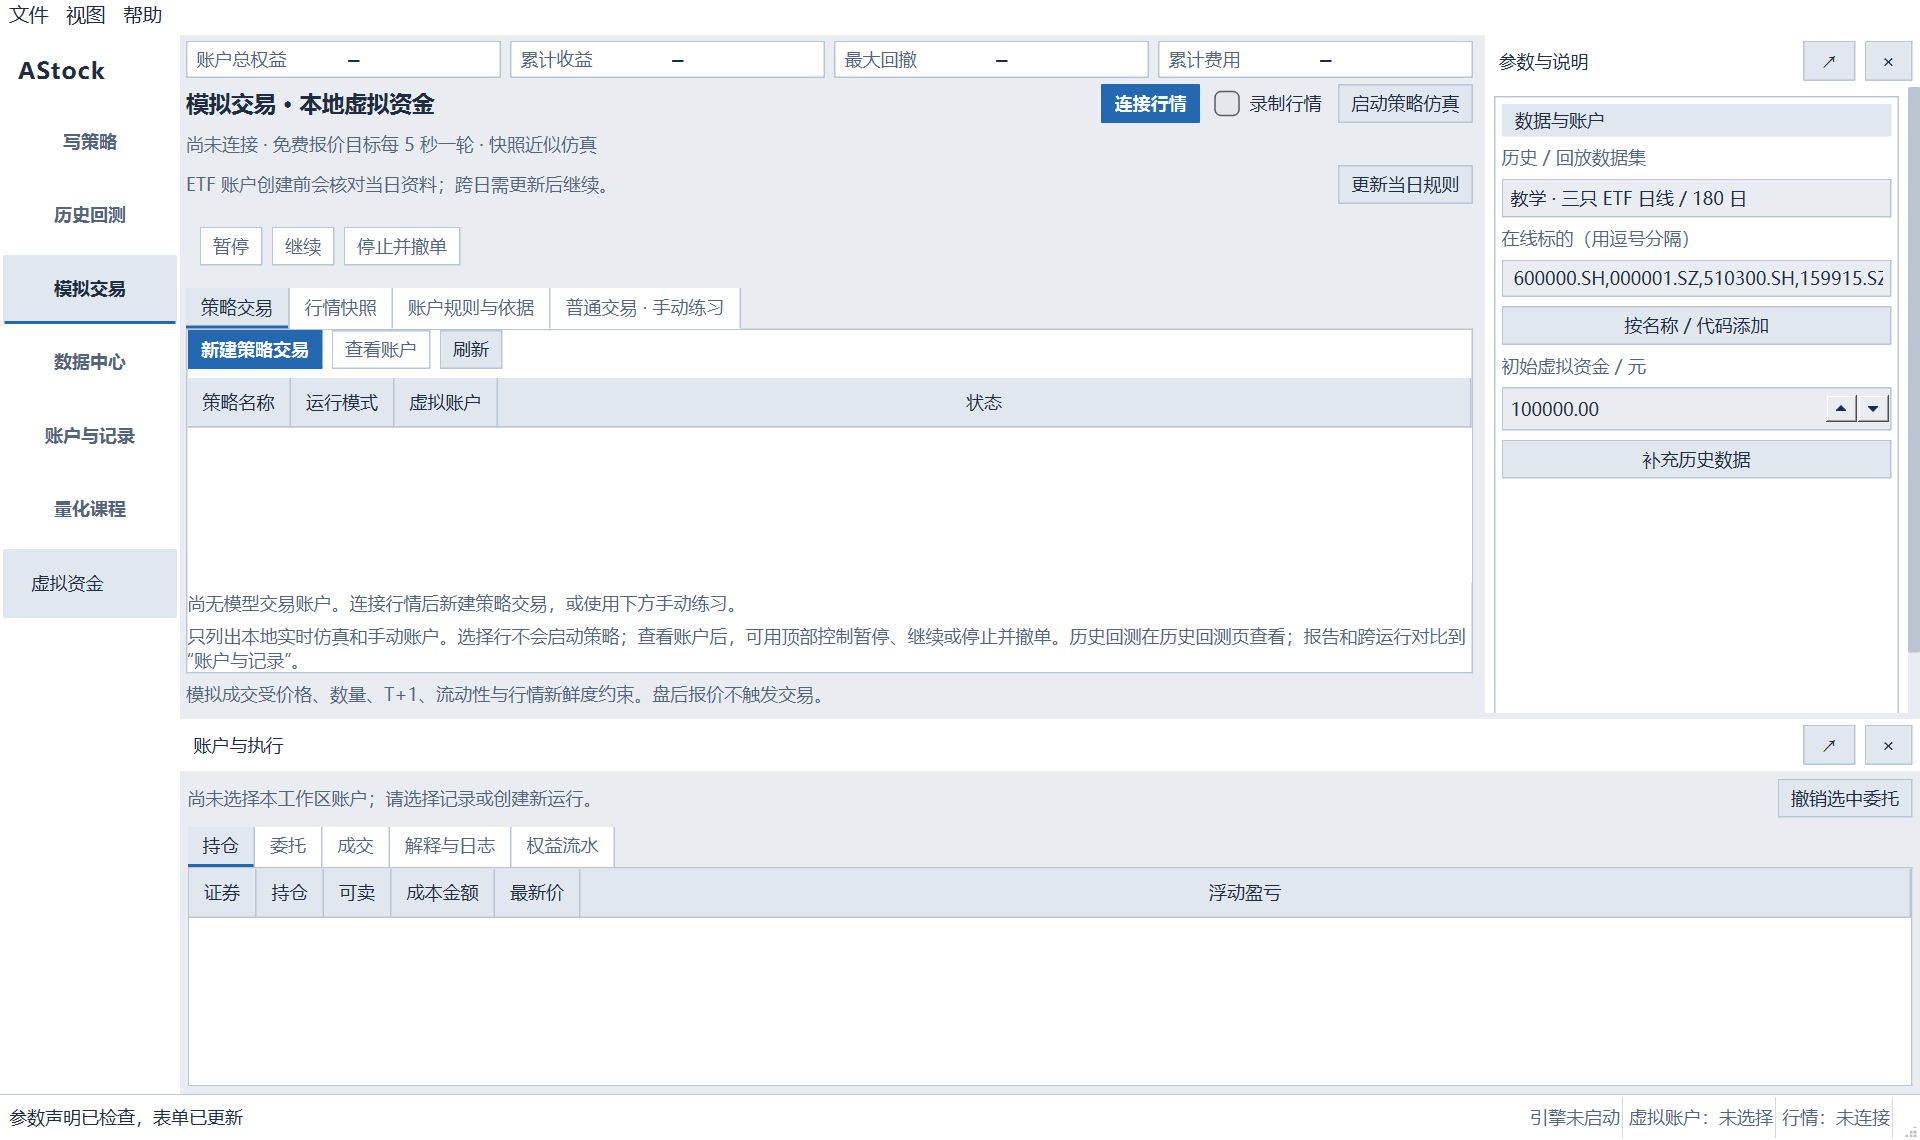 文件 视图 帮助
AStock
写策略
历史回测
模拟交易
数据中心
账户与记录
量化课程
虚拟资金
账户总权益 –
累计收益 –
最大回撤 –
累计费用 –
模拟交易 · 本地虚拟资金
连接行情
录制行情
启动策略仿真
尚未连接 · 免费报价目标每 5 秒一轮 · 快照近似仿真
ETF 账户创建前会核对当日资料；跨日需更新后继续。
更新当日规则
暂停 继续 停止并撤单
策略交易 行情快照 账户规则与依据 普通交易 · 手动练习
新建策略交易 查看账户 刷新
策略名称 运行模式 虚拟账户 状态
尚无模型交易账户。连接行情后新建策略交易，或使用下方手动练习。
只列出本地实时仿真和手动账户。选择行不会启动策略；查看账户后，可用顶部控制暂停、继续或停止并撤单。历史回测在历史回测页查看；报告和跨运行对比到
“账户与记录”。
模拟成交受价格、数量、T+1、流动性与行情新鲜度约束。盘后报价不触发交易。
参数与说明
↗ ×
数据与账户
历史 / 回放数据集
教学 · 三只 ETF 日线 / 180 日
在线标的（用逗号分隔）
600000.SH,000001.SZ,510300.SH,159915.SZ
按名称 / 代码添加
初始虚拟资金 / 元
100000.00
补充历史数据
账户与执行
↗ ×
尚未选择本工作区账户；请选择记录或创建新运行。
撤销选中委托
持仓 委托 成交 解释与日志 权益流水
证券 持仓 可卖 成本金额 最新价 浮动盈亏
参数声明已检查，表单已更新
引擎未启动 虚拟账户：未选择 行情：未连接